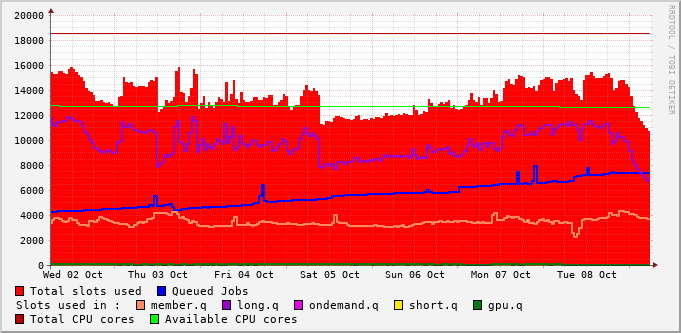 20000
18000
16000
14000
12000
10000
8000
6000
4000
2000
0
Wed 02 Oct Thu 03 Oct Fri 04 Oct Sat 05 Oct Sun 06 Oct Mon 07 Oct Tue 08 Oct
Total slots used Queued Jobs
Slots used in : member.q long.q ondemand.q short.q gpu.q
Total CPU cores Available CPU cores
RRDTOOL / TOBI OETIKER